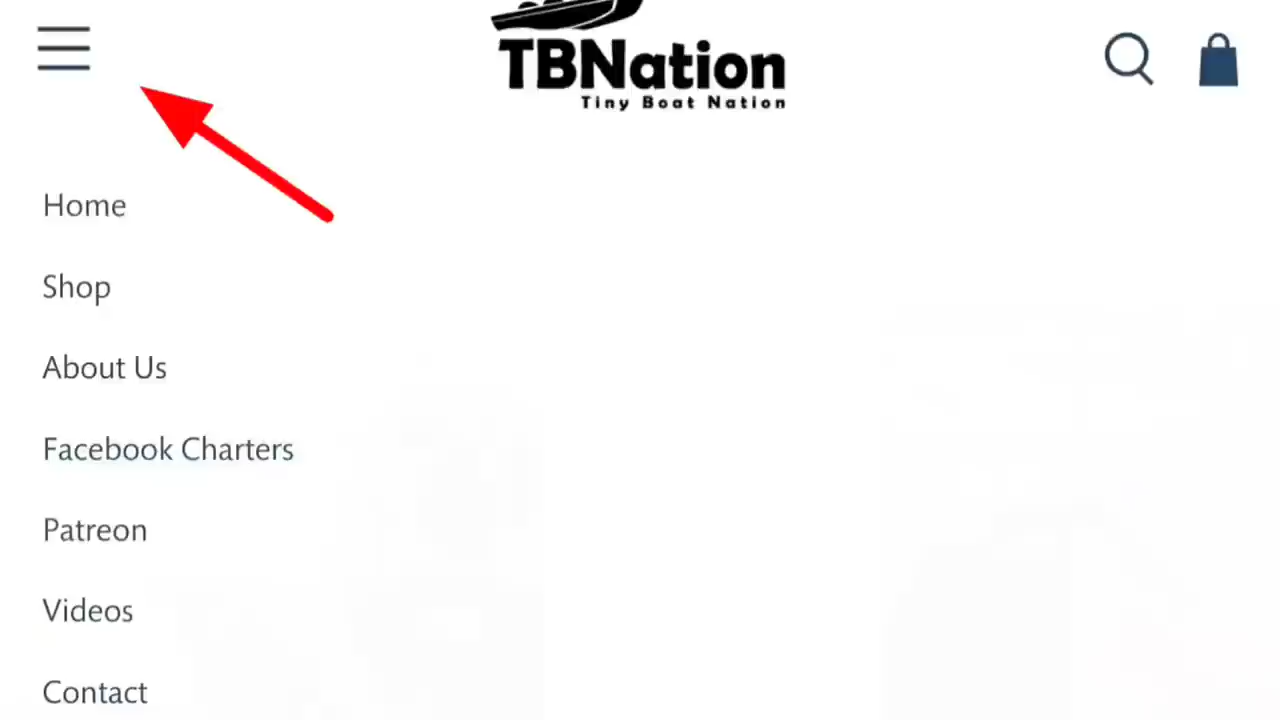 TBNation
Tiny Boat Nation
Home
Shop
About Us
Facebook Charters
Patreon
Videos
Contact